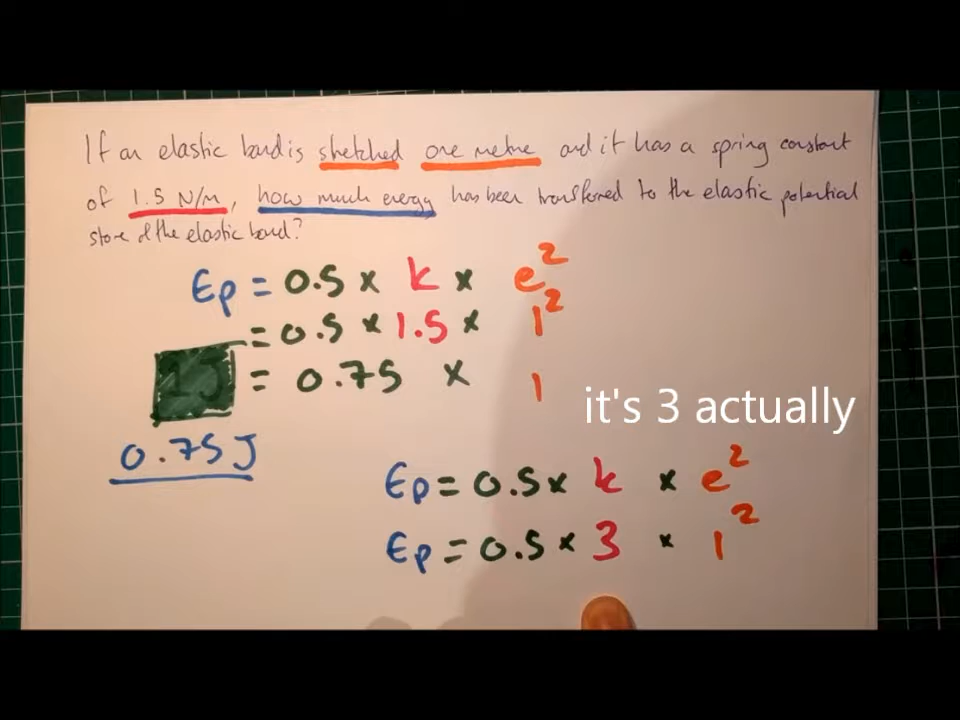 If an elastic band is stretched one metre and it has a spring constant
of 1.5 N/m, how much energy has been transferred to the elastic potential
store of the elastic band?
Ep = 0.5 × k × e²
= 0.5 × 1.5 × 1²
= 0.75 × 1
0.75J
it's 3 actually
Ep = 0.5 × k × e²
Ep = 0.5 × 3 × 1²